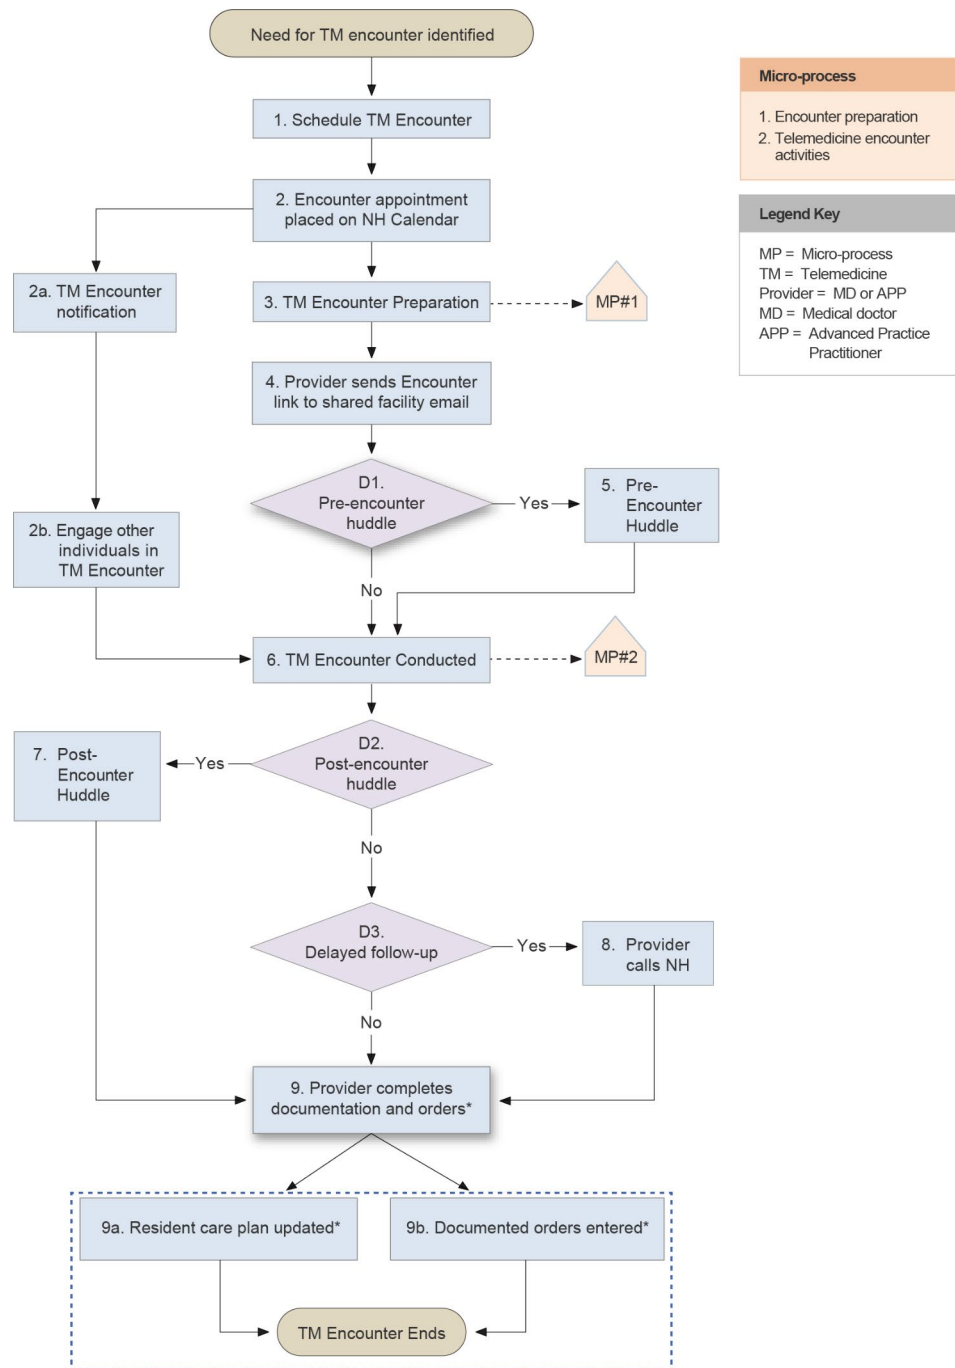 Need for TM encounter identified
1. Schedule TM Encounter
2. Encounter appointment
placed on NH Calendar
2a. TM Encounter
notification
3. TM Encounter Preparation
MP#1
4. Provider sends Encounter
link to shared facility email
D1.
Pre-encounter
huddle
Yes
5. Pre-
Encounter
Huddle
2b. Engage other
individuals in
TM Encounter
No
6. TM Encounter Conducted
MP#2
D2.
Post-encounter
huddle
Yes
7. Post-
Encounter
Huddle
No
D3.
Delayed follow-up
Yes
8. Provider
calls NH
No
9. Provider completes
documentation and orders*
9a. Resident care plan updated*
9b. Documented orders entered*
TM Encounter Ends
Micro-process
1. Encounter preparation
2. Telemedicine encounter
activities
Legend Key
MP = Micro-process
TM = Telemedicine
Provider = MD or APP
MD = Medical doctor
APP = Advanced Practice
Practitioner